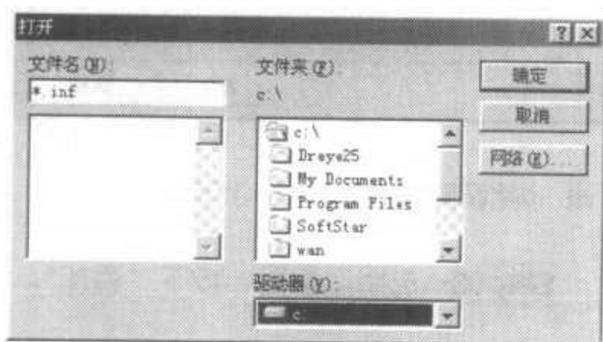 打开
文件名(N):
*.inf
文件夹(F):
c:\
c:\
Dreye25
My Documents
Program Files
SoftStar
wan
驱动器(V):
c:
确定
取消
网络(E)...